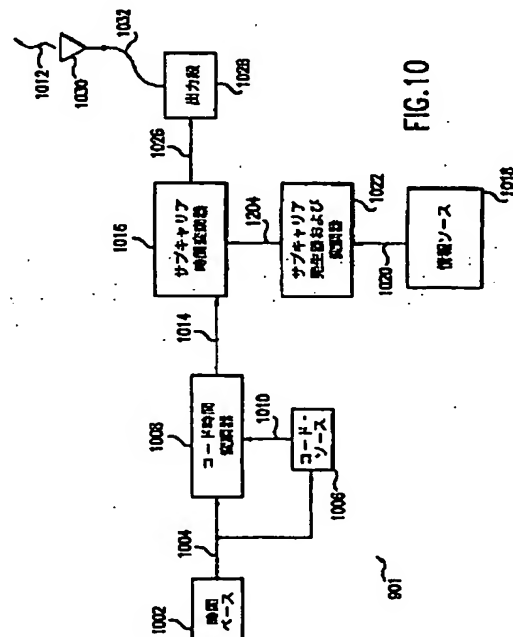 1012
1030
1032
出力段
1028
1026
FIG.10
サブキャリア
時間変調器
1016
1204
サブキャリア
発生器および
変調器
1022
1020
情報ソース
1018
1014
コード時間
変調器
1008
1010
コード・
ソース
1006
1004
時間
ベース
1002
901